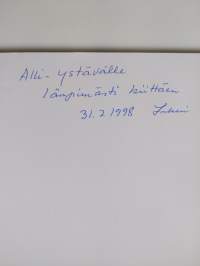 Alli-ystävälle
lämpimästi kiittäen
31.7.1998